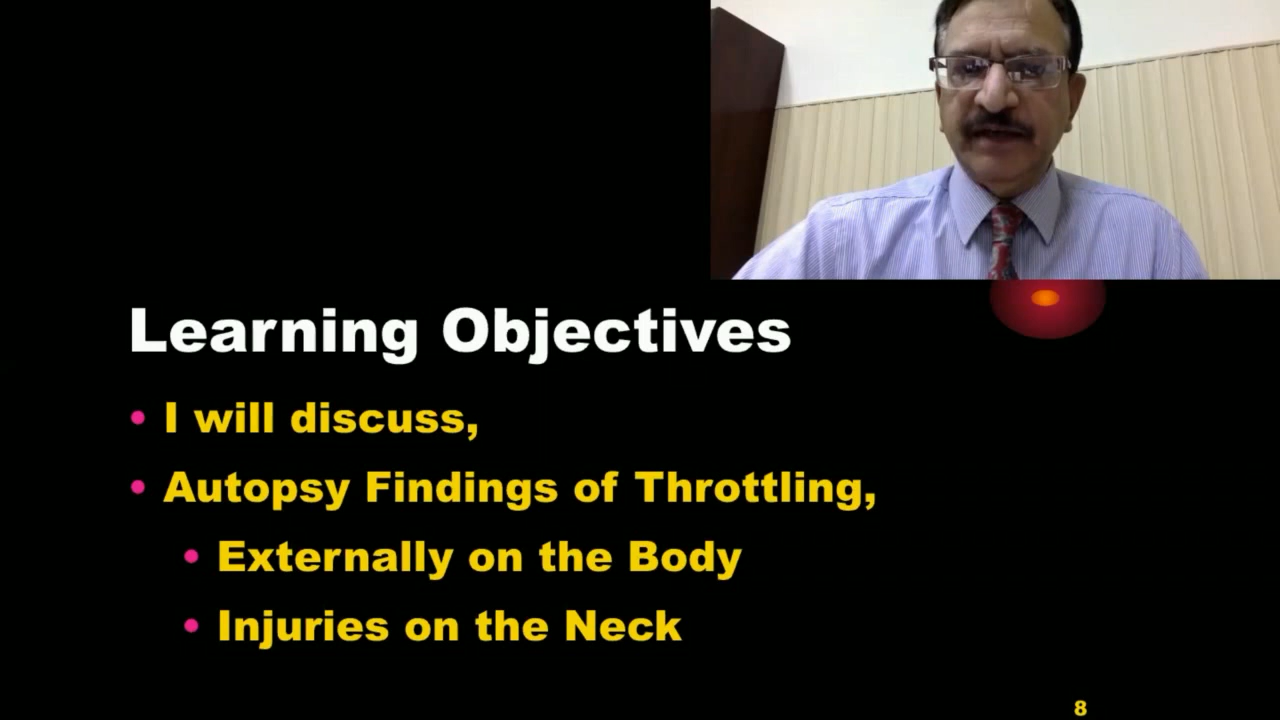 Learning Objectives
I will discuss,
Autopsy Findings of Throttling,
Externally on the Body
Injuries on the Neck
8